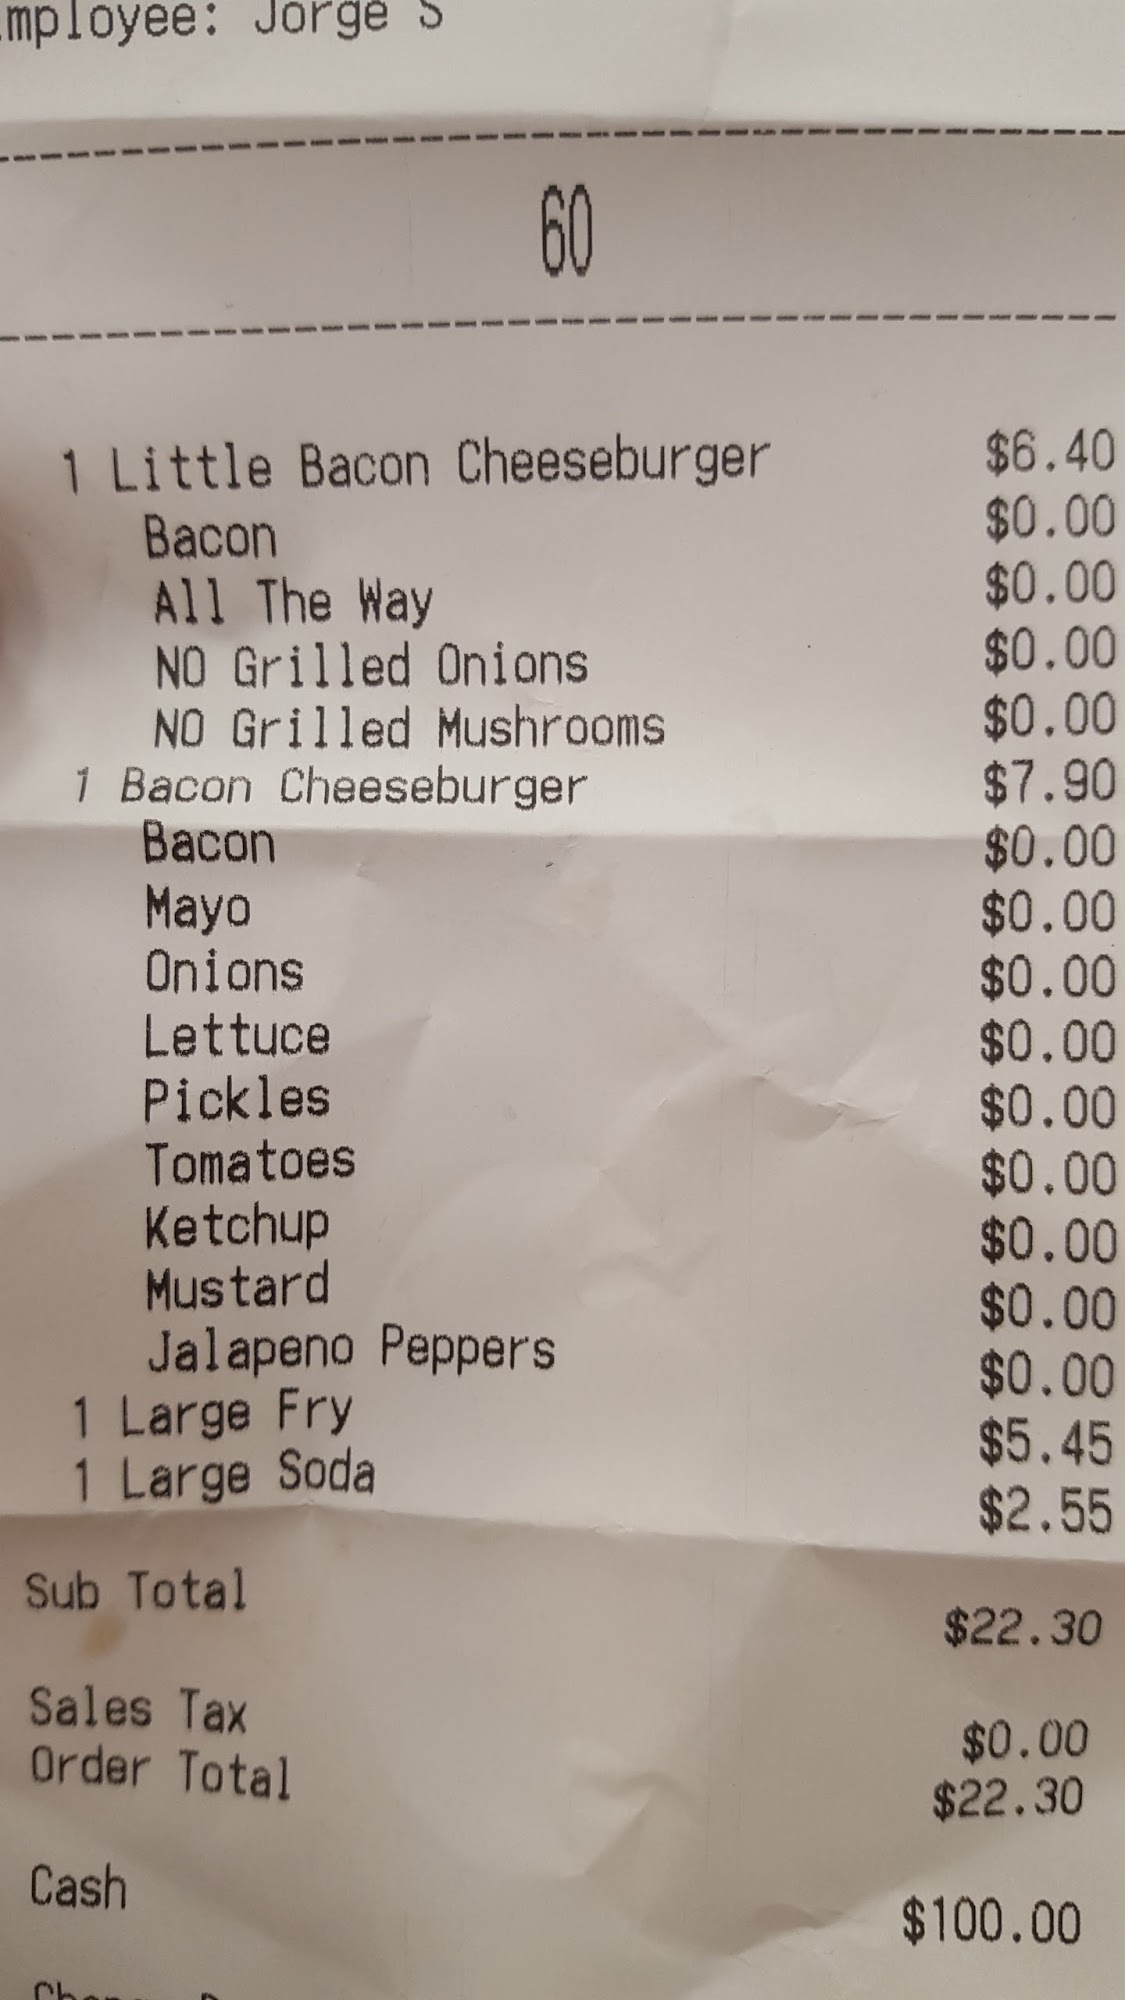 Employee: Jorge S
60
1 Little Bacon Cheeseburger $6.40
Bacon $0.00
All The Way $0.00
NO Grilled Onions $0.00
NO Grilled Mushrooms $0.00
1 Bacon Cheeseburger $7.90
Bacon $0.00
Mayo $0.00
Onions $0.00
Lettuce $0.00
Pickles $0.00
Tomatoes $0.00
Ketchup $0.00
Mustard $0.00
Jalapeno Peppers $0.00
1 Large Fry $5.45
1 Large Soda $2.55
Sub Total $22.30
Sales Tax $0.00
Order Total $22.30
Cash $100.00